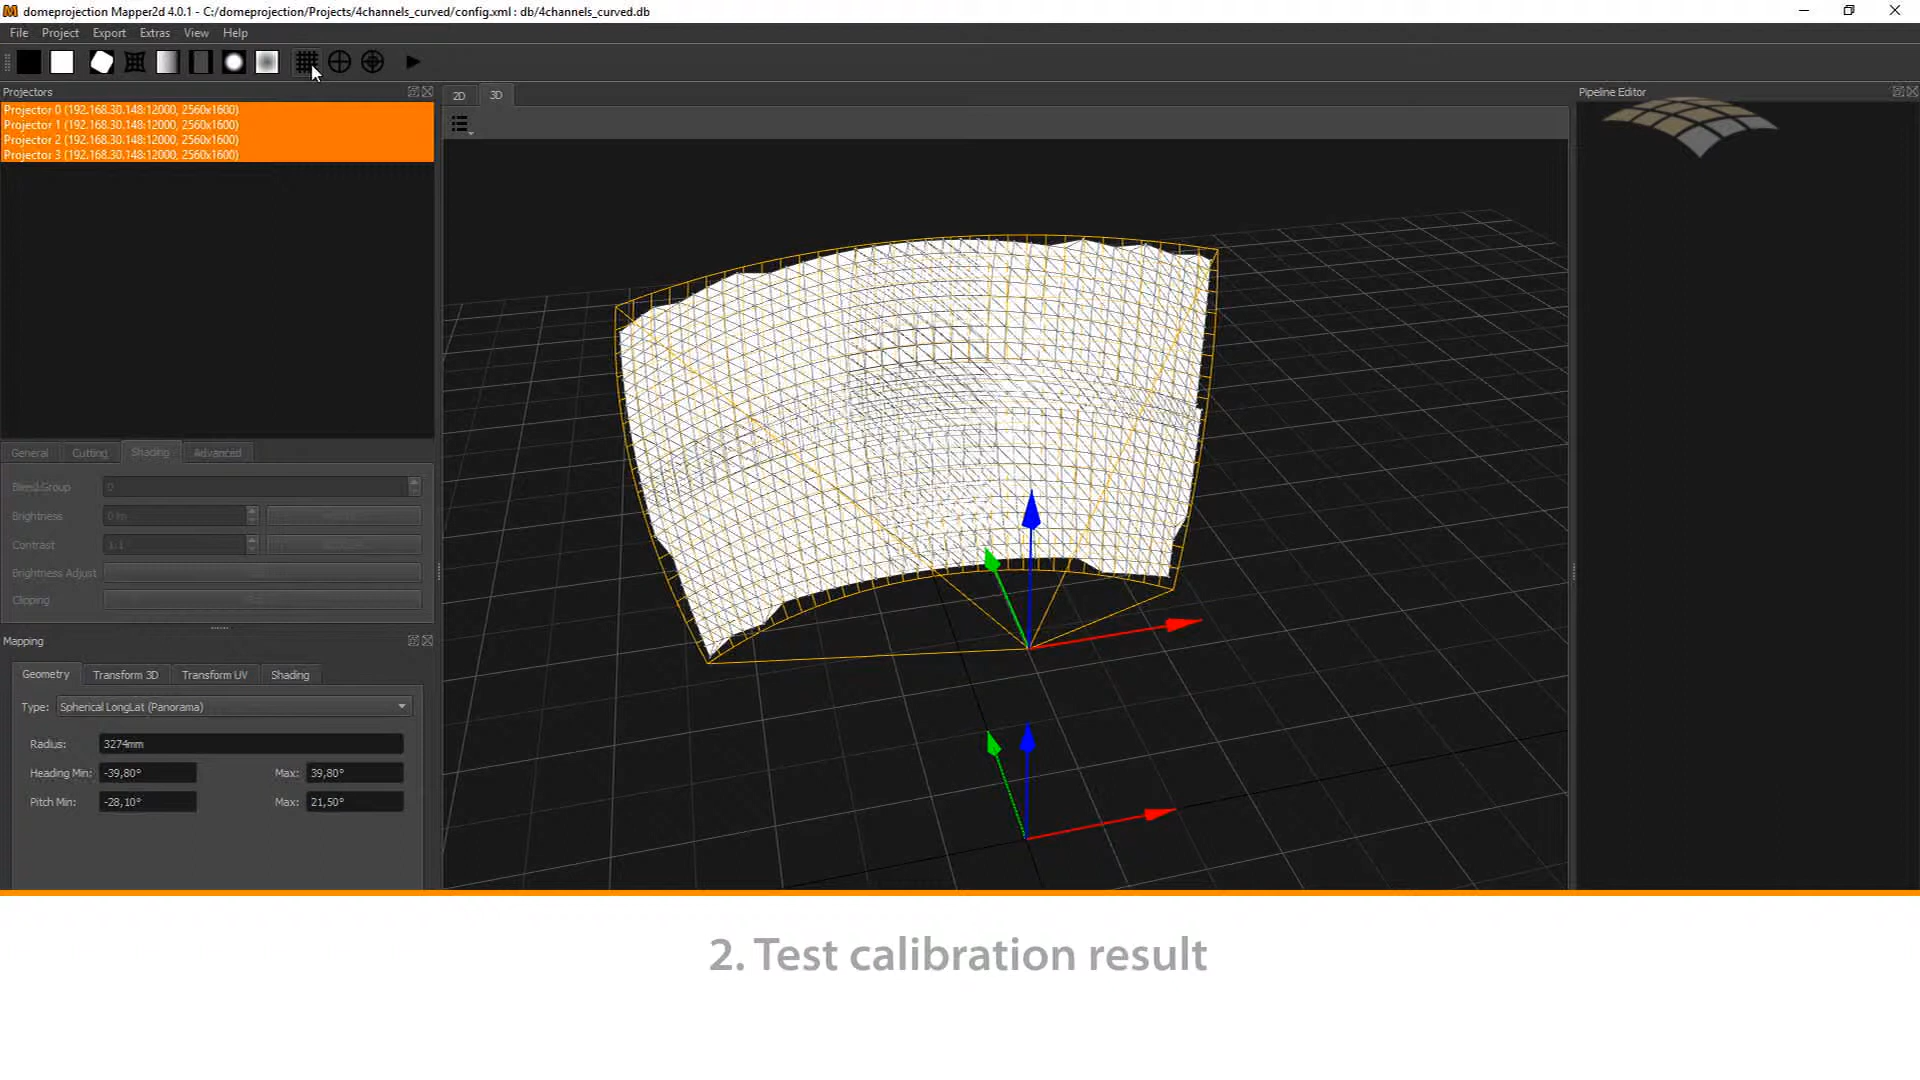 domeprojection Mapper2d 4.0.1 - C:/domeprojection/Projects/4channels_curved/config.xml : db/4channels_curved.db
File Project Export Extras View Help
Projectors
2D 3D
Pipeline Editor
Projector 0 (192.168.30.148:12000, 2560x1600)
Projector 1 (192.168.30.148:12000, 2560x1600)
Projector 2 (192.168.30.148:12000, 2560x1600)
Projector 3 (192.168.30.148:12000, 2560x1600)
General Cutting Shading Advanced
Blend Group 0
Brightness
Contrast
Brightness Adjust
Clipping
Mapping
Geometry Transform 3D Transform UV Shading
Type: Spherical LongLat (Panorama)
Radius: 3274mm
Heading Min: -39,80° Max: 39,80°
Pitch Min: -28,10° Max: 21,50°
2. Test calibration result